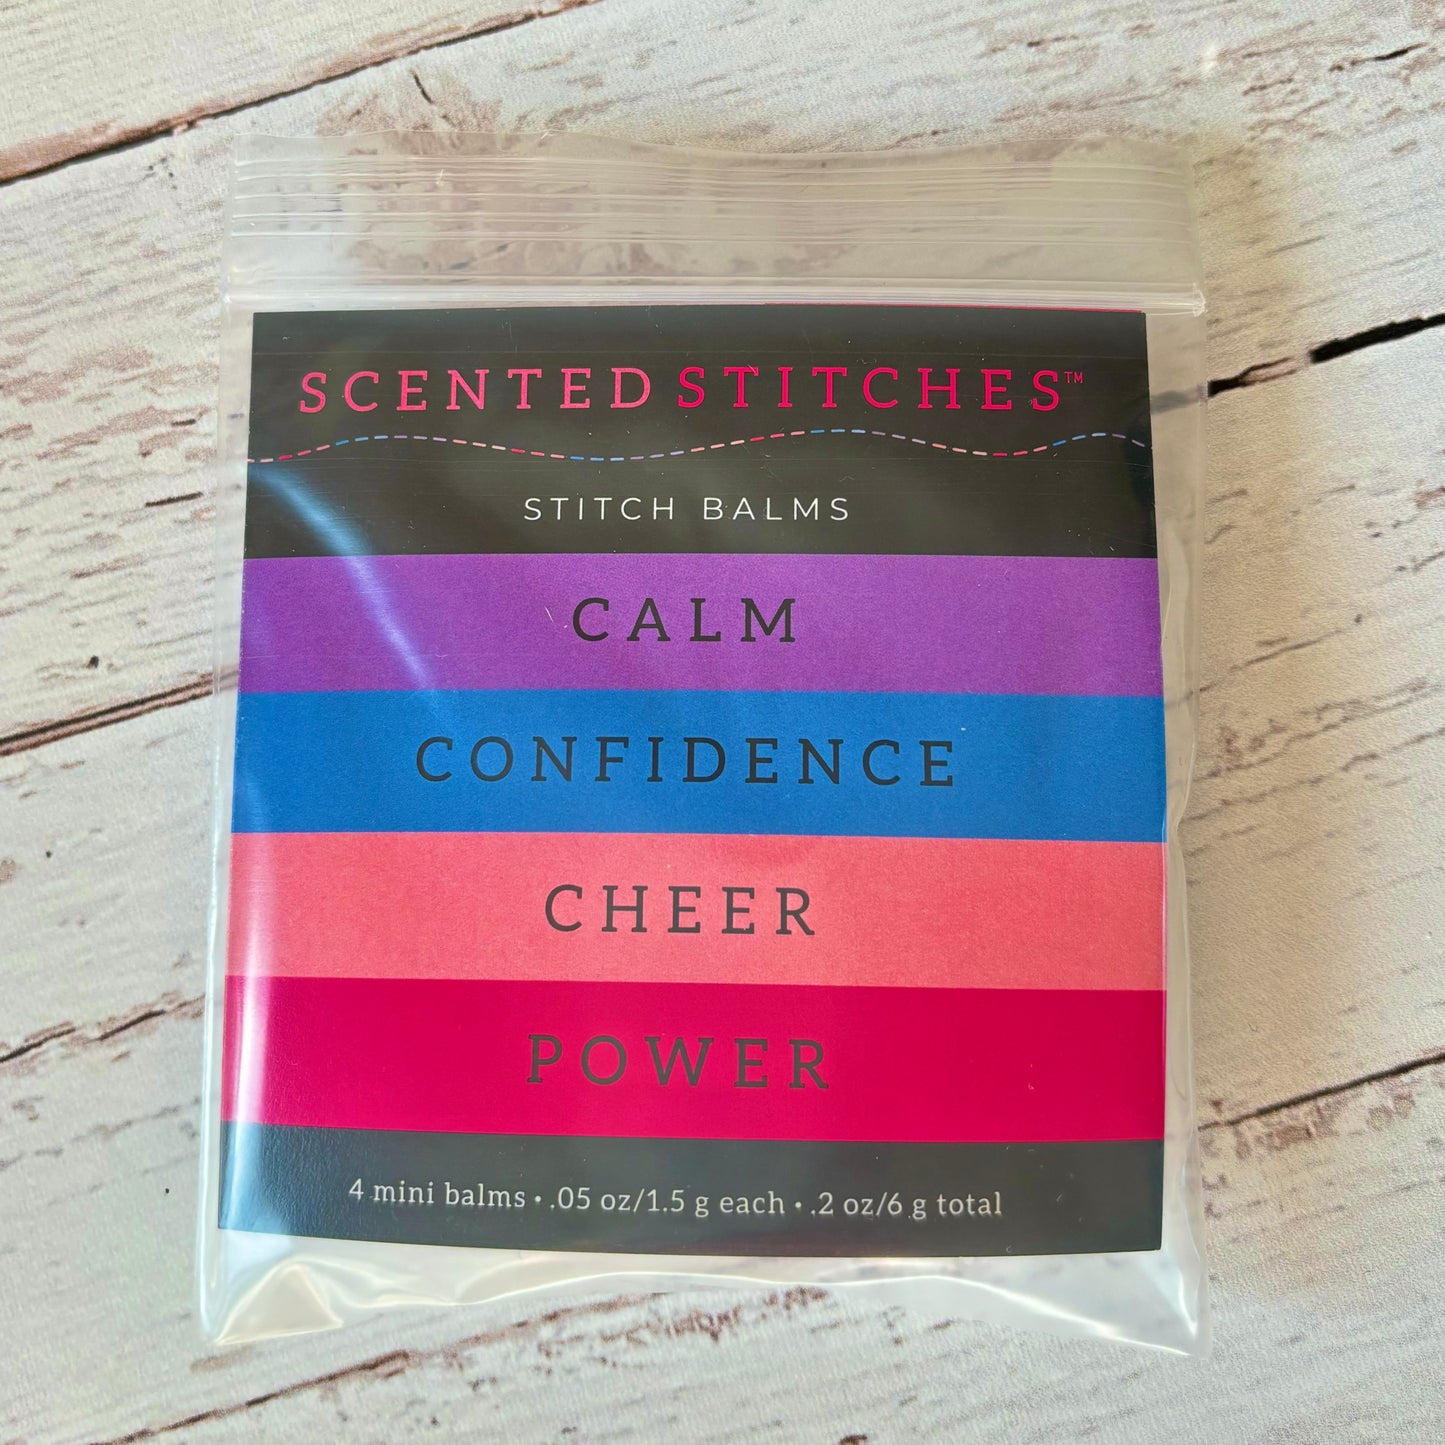 SCENTED STITCHES™
STITCH BALMS
CALM
CONFIDENCE
CHEER
POWER
4 mini balms • .05 oz/1.5 g each • .2 oz/6 g total